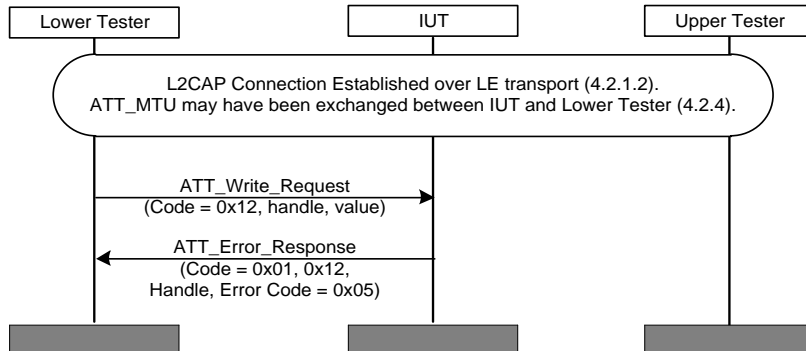 Lower Tester
IUT
Upper Tester
L2CAP Connection Established over LE transport (4.2.1.2).
ATT_MTU may have been exchanged between IUT and Lower Tester (4.2.4).
ATT_Write_Request
(Code = 0x12, handle, value)
ATT_Error_Response
(Code = 0x01, 0x12,
Handle, Error Code = 0x05)